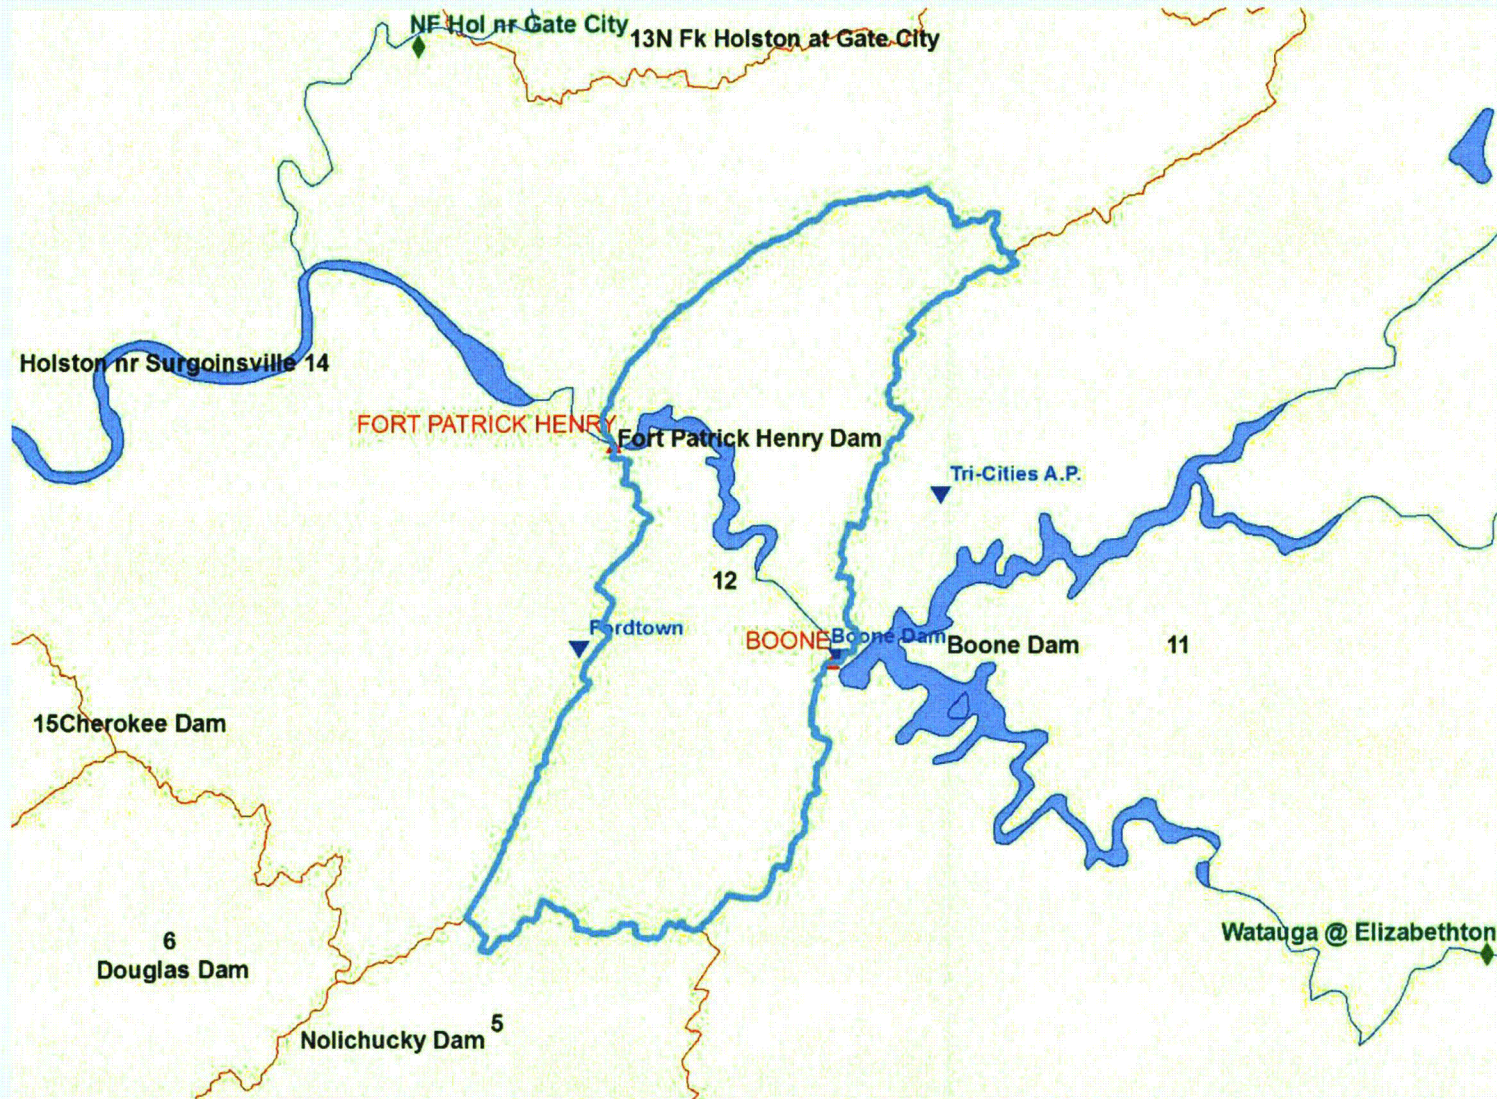 NF Hol nr Gate City
13N Fk Holston at Gate City
Holston nr Surgoinsville 14
FORT PATRICK HENRY
Fort Patrick Henry Dam
Tri-Cities A.P.
12
Fordtown
BOONE
Boone Dam
Boone Dam
11
15Cherokee Dam
Watauga @ Elizabethton
6
Douglas Dam
5
Nolichucky Dam